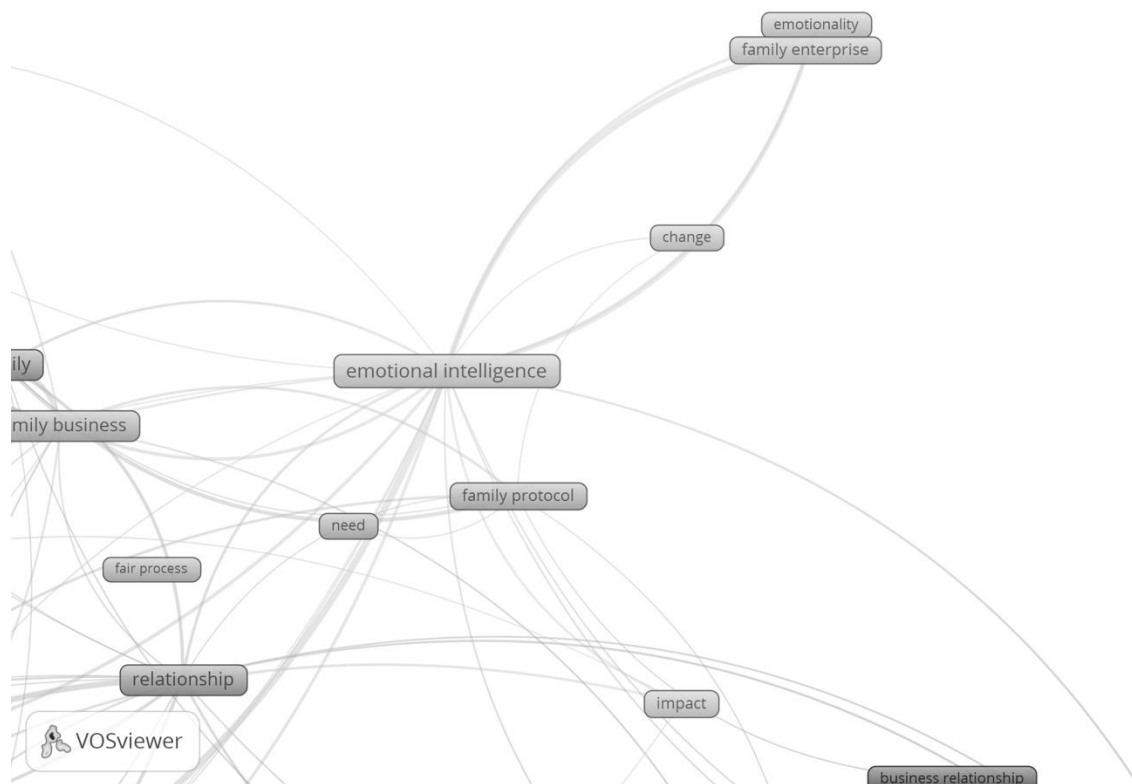 emotionality
family enterprise
change
ily
emotional intelligence
mily business
family protocol
need
fair process
relationship
impact
VOSviewer
business relationship